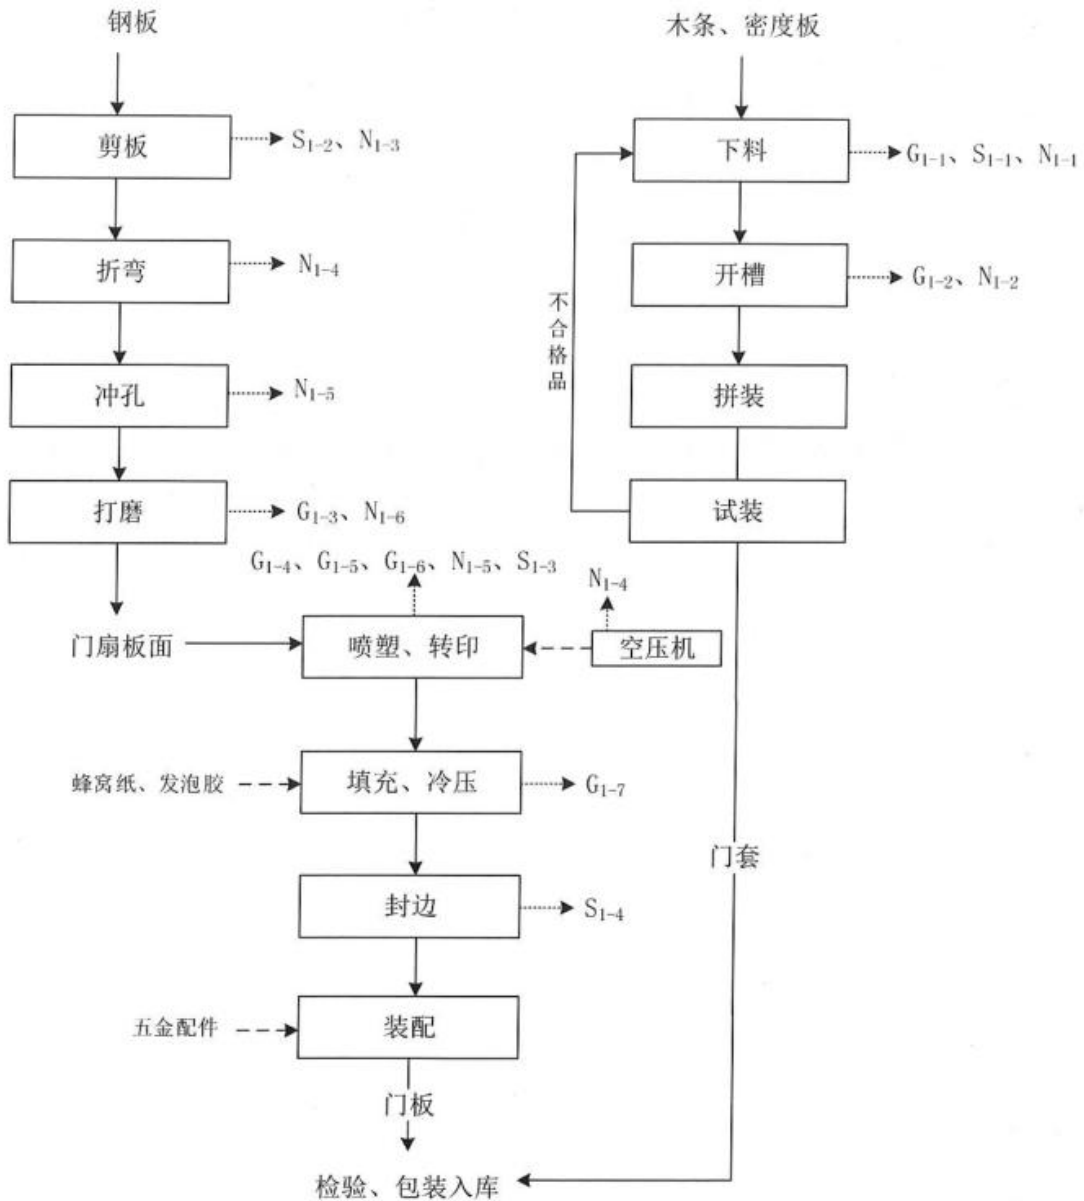 钢板
木条、密度板
剪板
S1-2、N1-3
下料
G1-1、S1-1、N1-1
折弯
N1-4
开槽
G1-2、N1-2
不合格品
冲孔
N1-5
拼装
打磨
G1-3、N1-6
试装
G1-4、G1-5、G1-6、N1-5、S1-3
N1-4
门扇板面
喷塑、转印
空压机
蜂窝纸、发泡胶
填充、冷压
G1-7
门套
封边
S1-4
五金配件
装配
门板
检验、包装入库